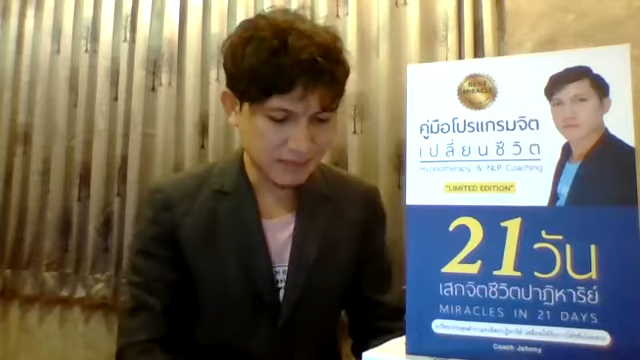 BEST
MIRACLE
คู่มือโปรแกรมจิต
เปลี่ยนชีวิต
Hypnotherapy & NLP Coaching
"LIMITED EDITION"
21 วัน
เสกจิตชีวิตปาฏิหาริย์
MIRACLES IN 21 DAYS
Coach Johnny